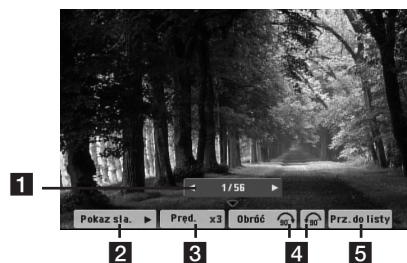 1
◄ 1/56 ►
Pokaz sla. ► Pręd. x3 Obróć 90 90 Prz. do listy
2 3 4 5